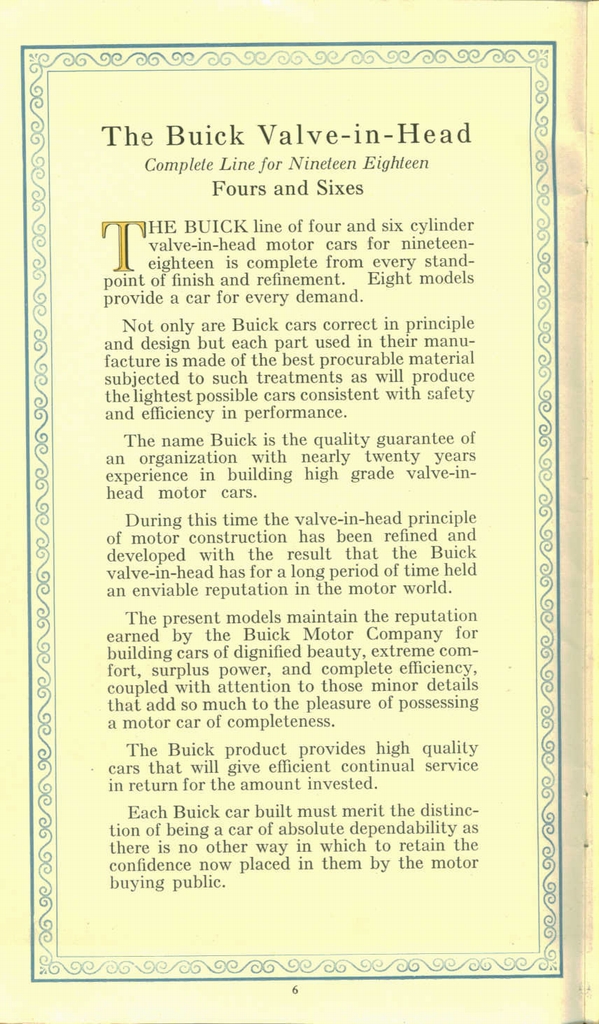 The Buick Valve-in-Head
Complete Line for Nineteen Eighteen
Fours and Sixes
THE BUICK line of four and six cylinder
valve-in-head motor cars for nineteen-
eighteen is complete from every stand-
point of finish and refinement. Eight models
provide a car for every demand.
Not only are Buick cars correct in principle
and design but each part used in their manu-
facture is made of the best procurable material
subjected to such treatments as will produce
the lightest possible cars consistent with safety
and efficiency in performance.
The name Buick is the quality guarantee of
an organization with nearly twenty years
experience in building high grade valve-in-
head motor cars.
During this time the valve-in-head principle
of motor construction has been refined and
developed with the result that the Buick
valve-in-head has for a long period of time held
an enviable reputation in the motor world.
The present models maintain the reputation
earned by the Buick Motor Company for
building cars of dignified beauty, extreme com-
fort, surplus power, and complete efficiency,
coupled with attention to those minor details
that add so much to the pleasure of possessing
a motor car of completeness.
The Buick product provides high quality
cars that will give efficient continual service
in return for the amount invested.
Each Buick car built must merit the distinc-
tion of being a car of absolute dependability as
there is no other way in which to retain the
confidence now placed in them by the motor
buying public.
6